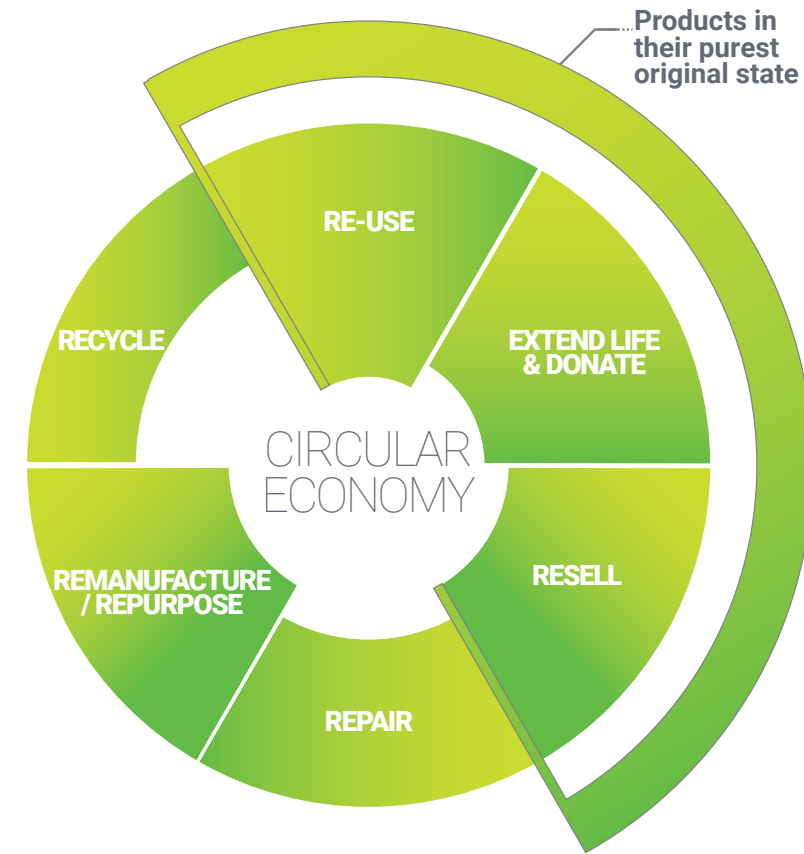 Products in
their purest
original state
RE-USE
EXTEND LIFE
& DONATE
RECYCLE
CIRCULAR
ECONOMY
RESELL
REMANUFACTURE
/ REPURPOSE
REPAIR